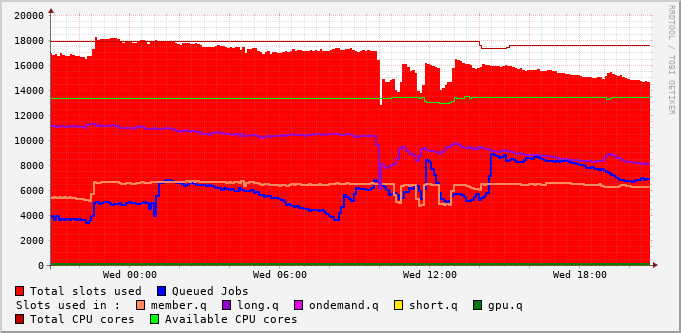 20000
18000
16000
14000
12000
10000
8000
6000
4000
2000
0
Wed 00:00 Wed 06:00 Wed 12:00 Wed 18:00
Total slots used Queued Jobs
Slots used in : member.q long.q ondemand.q short.q gpu.q
Total CPU cores Available CPU cores
RRDTOOL / TOBI OETIKER